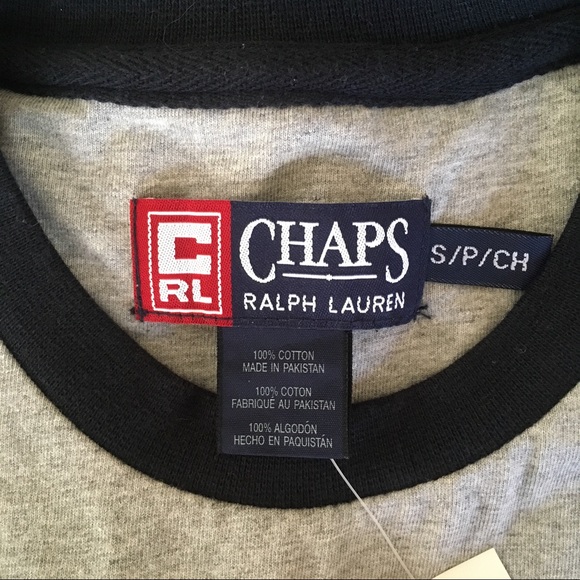 C
RL
CHAPS
RALPH LAUREN
S/P/CH
100% COTTON
MADE IN PAKISTAN
100% COTON
FABRIQUÉ AU PAKISTAN
100% ALGODÓN
HECHO EN PAQUISTÁN